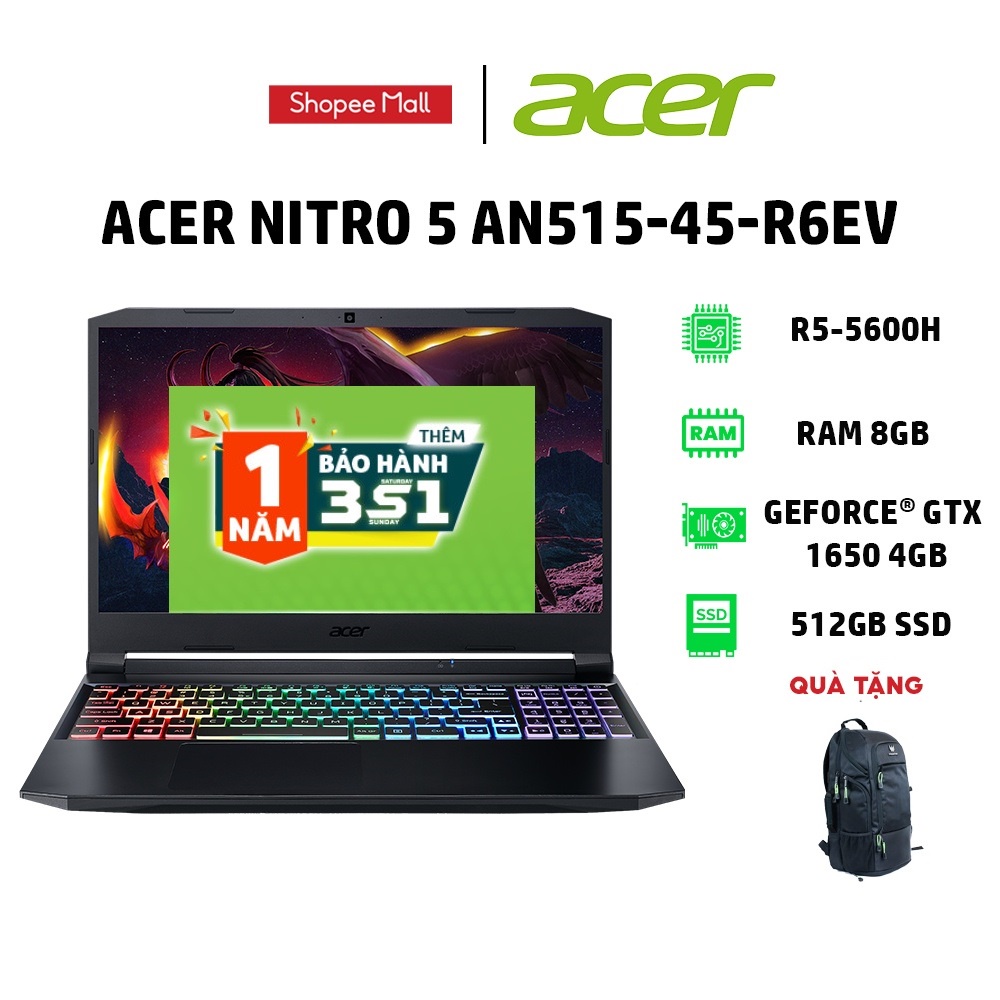 Shopee Mall
acer
ACER NITRO 5 AN515-45-R6EV
R5-5600H
RAM
RAM 8GB
GEFORCE® GTX
1650 4GB
SSD
512GB SSD
QUÀ TẶNG
1
NĂM
THÊM
BẢO HÀNH
SATURDAY
3S1
SUNDAY
acer